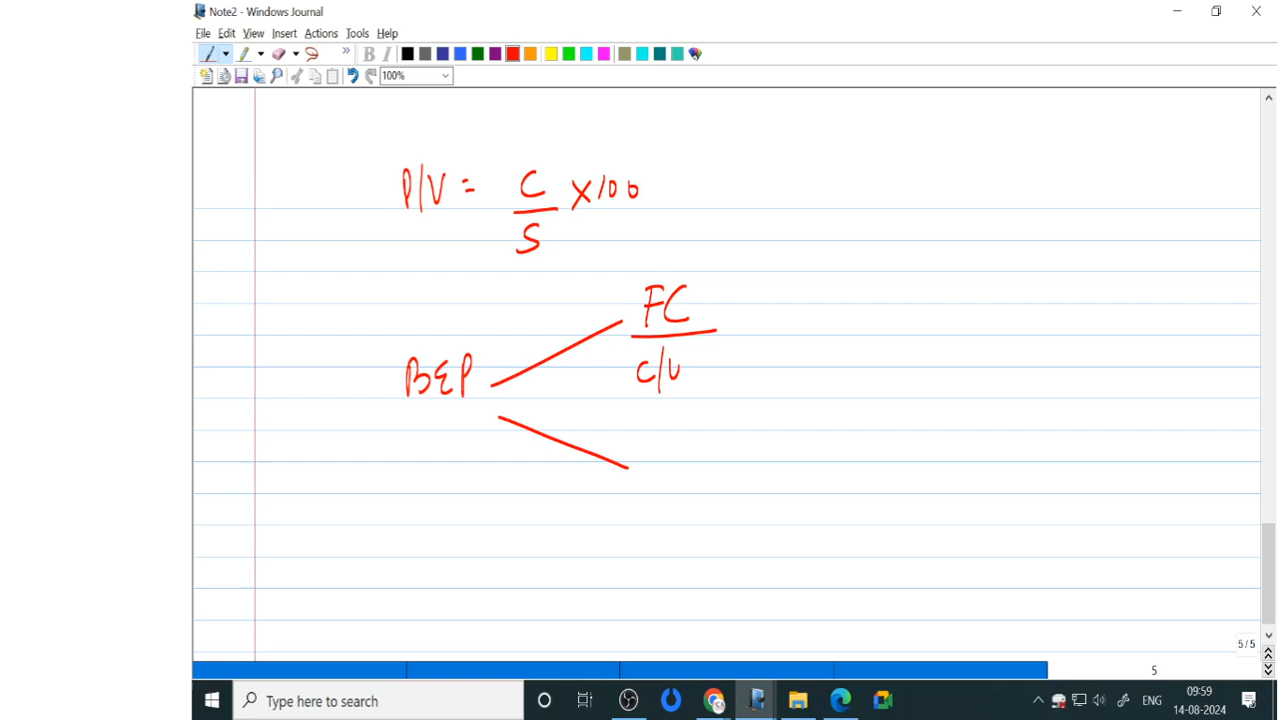 Note2 - Windows Journal
File Edit View Insert Actions Tools Help
B I
100%
P/V = C/S X100
FC
BEP
C/U
5 / 5
5
Type here to search
ENG
09:59
14-08-2024